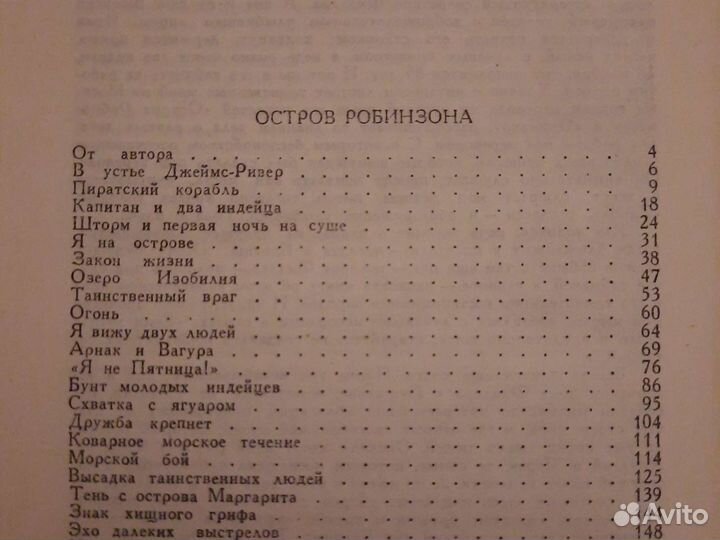 ОСТРОВ РОБИНЗОНА
От автора . . . . . . . . . . . . . . . . . 4
В устье Джеймс-Ривер . . . . . . . . . . . . 6
Пиратский корабль . . . . . . . . . . . . . 9
Капитан и два индейца . . . . . . . . . . . 18
Шторм и первая ночь на суше . . . . . . . . 24
Я на острове . . . . . . . . . . . . . . . 31
Закон жизни . . . . . . . . . . . . . . . 38
Озеро Изобилия . . . . . . . . . . . . . . 47
Таинственный враг . . . . . . . . . . . . . 53
Огонь . . . . . . . . . . . . . . . . . . 60
Я вижу двух людей . . . . . . . . . . . . . 64
Арнак и Вагура . . . . . . . . . . . . . . 69
«Я не Пятница!» . . . . . . . . . . . . . . 76
Бунт молодых индейцев . . . . . . . . . . . 86
Схватка с ягуаром . . . . . . . . . . . . . 95
Дружба крепнет . . . . . . . . . . . . . . 104
Коварное морское течение . . . . . . . . . . 111
Морской бой . . . . . . . . . . . . . . . 114
Высадка таинственных людей . . . . . . . . . 125
Тень с острова Маргарита . . . . . . . . . . 139
Знак хищного грифа . . . . . . . . . . . .
Эхо далеких выстрелов . . . . . . . . . . . 148
Avito